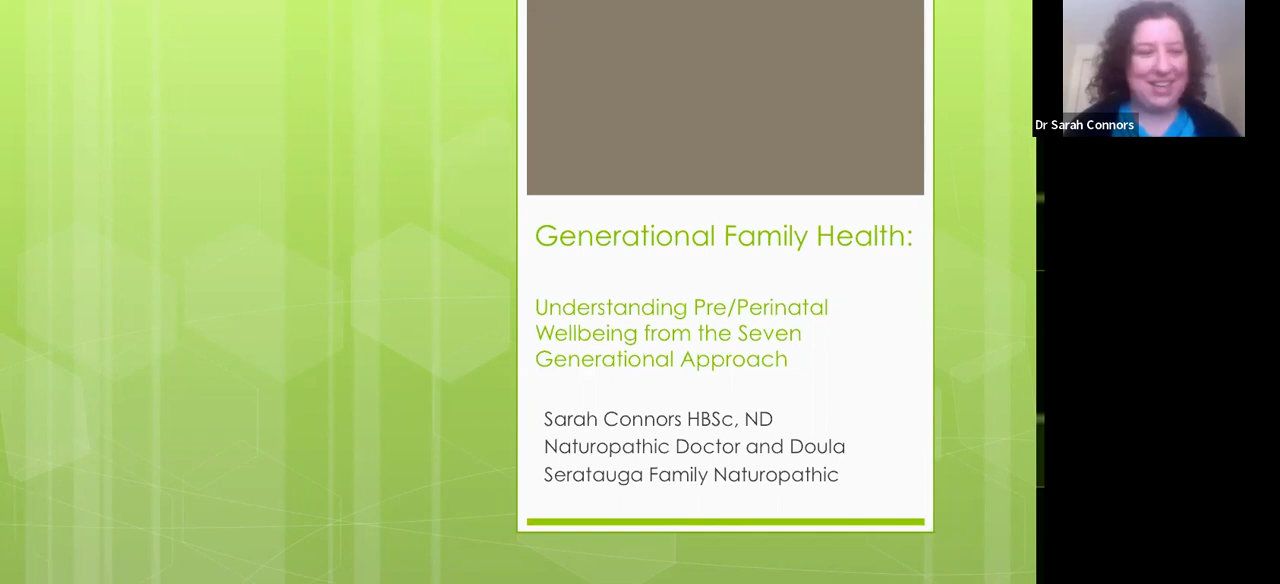 Generational Family Health:
Understanding Pre/Perinatal
Wellbeing from the Seven
Generational Approach
Sarah Connors HBSc, ND
Naturopathic Doctor and Doula
Seratauga Family Naturopathic
Dr Sarah Connors